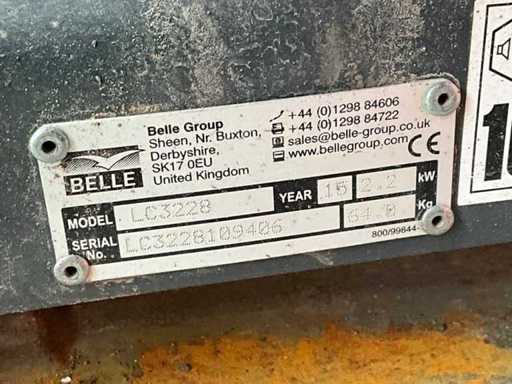 BELLE
Belle Group
Sheen, Nr. Buxton,
Derbyshire,
SK17 0EU
United Kingdom
+44 (0)1298 84606
+44 (0)1298 84722
sales@belle-group.co.uk
www.bellegroup.com
CE
MODEL LC3228 YEAR 15 2.2 kW
SERIAL No. LC3228109406 64.0 Kg
800/99844